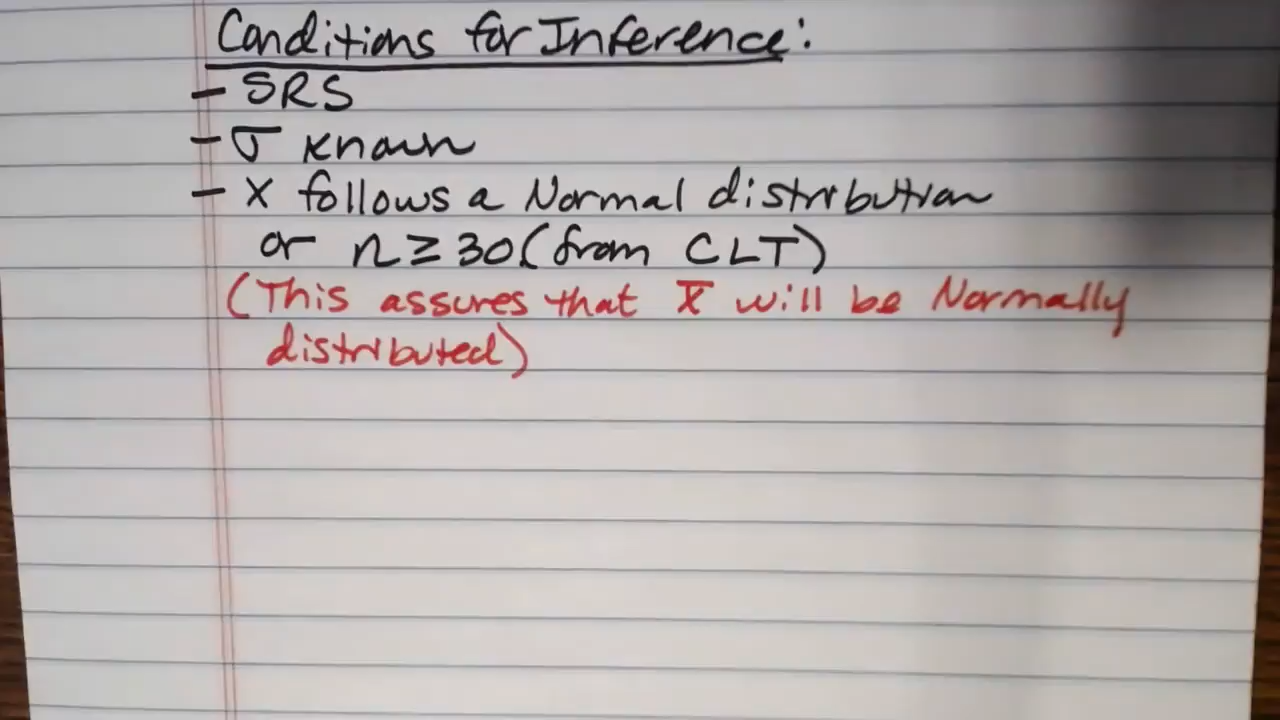 Conditions for Inference:
- SRS
- σ known
- X follows a Normal distribution
or n ≥ 30 (from CLT)
(This assures that x̄ will be Normally
distributed)